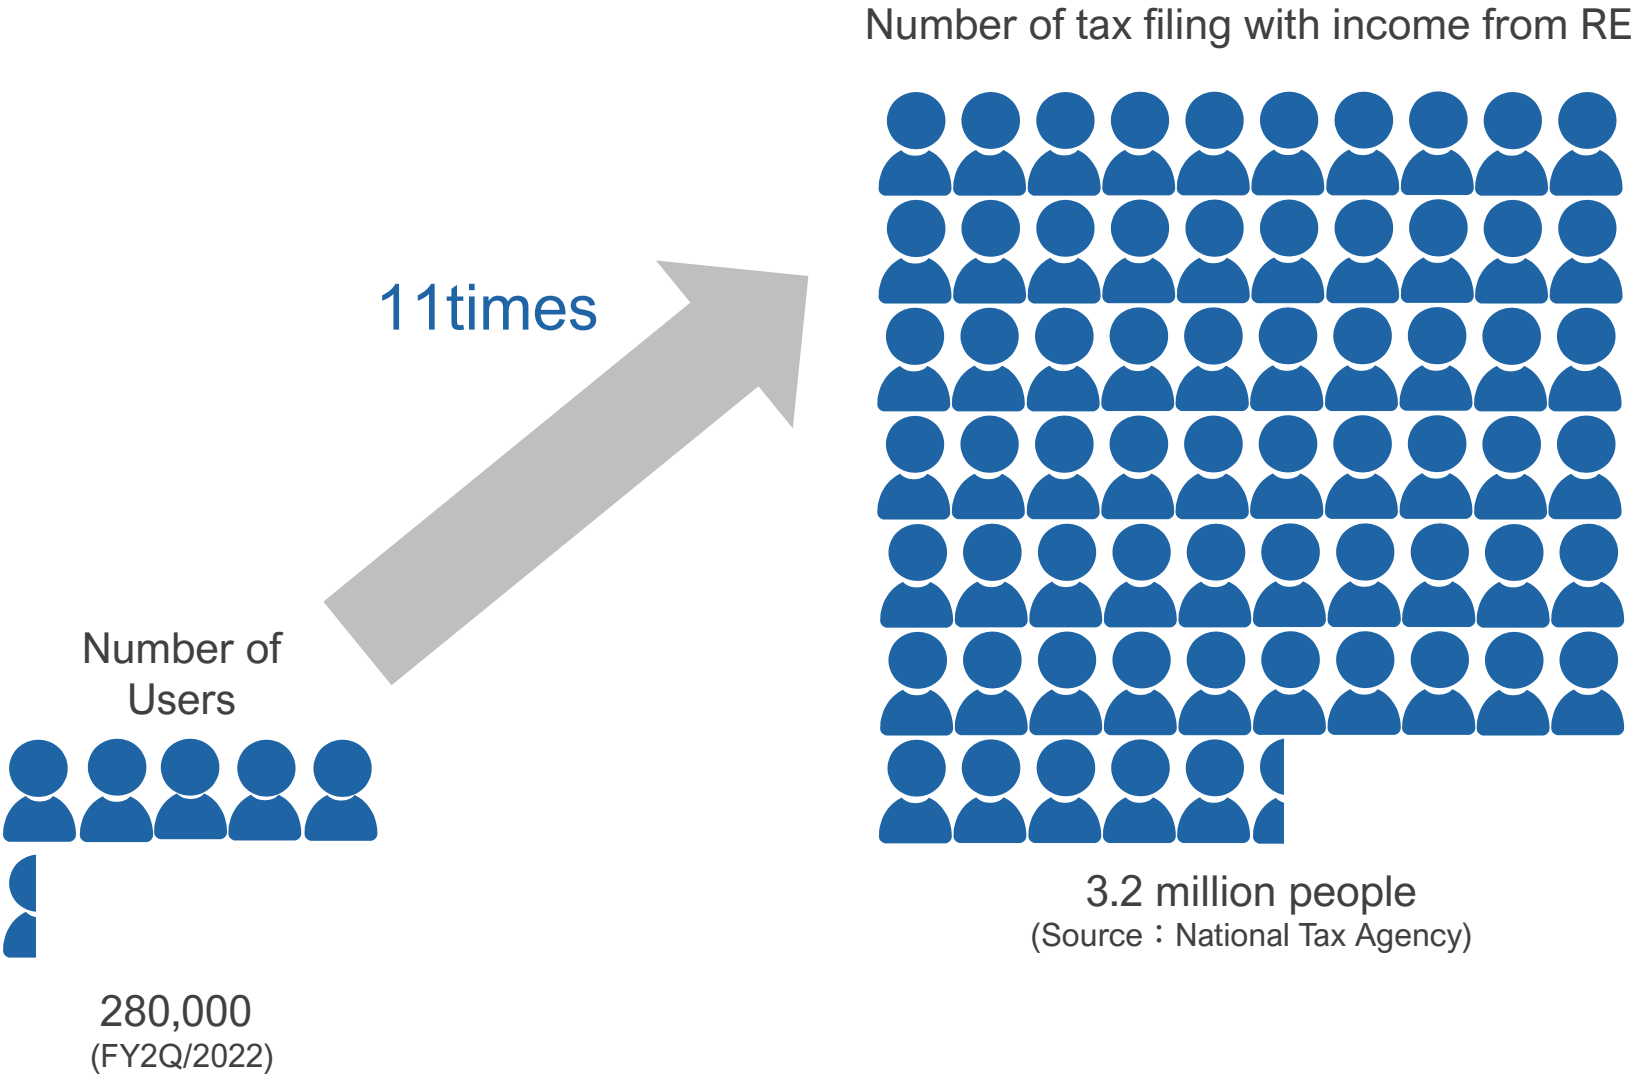 Number of tax filing with income from RE
11times
Number of
Users
3.2 million people
(Source：National Tax Agency)
280,000
(FY2Q/2022)